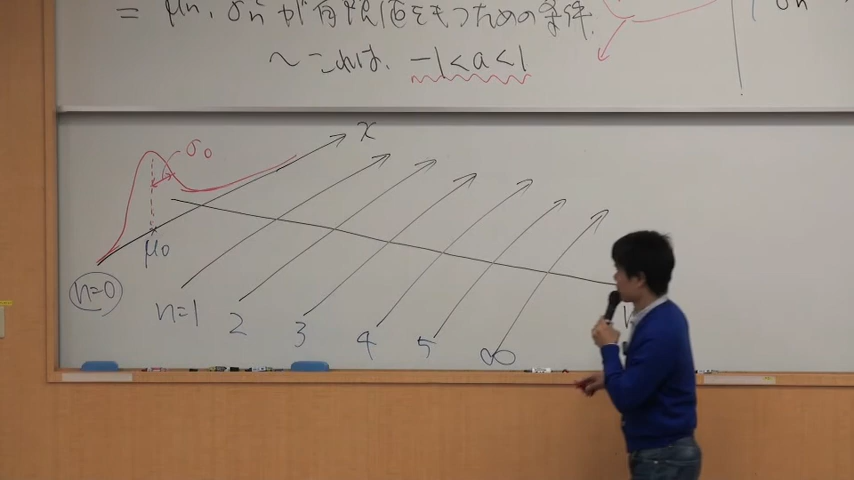 = μn, σn² が有限値をもつための条件.
~ これは, -1<a<1
σn
x
σ0
μ0
n=0
n=1
2
3
4
5
∞